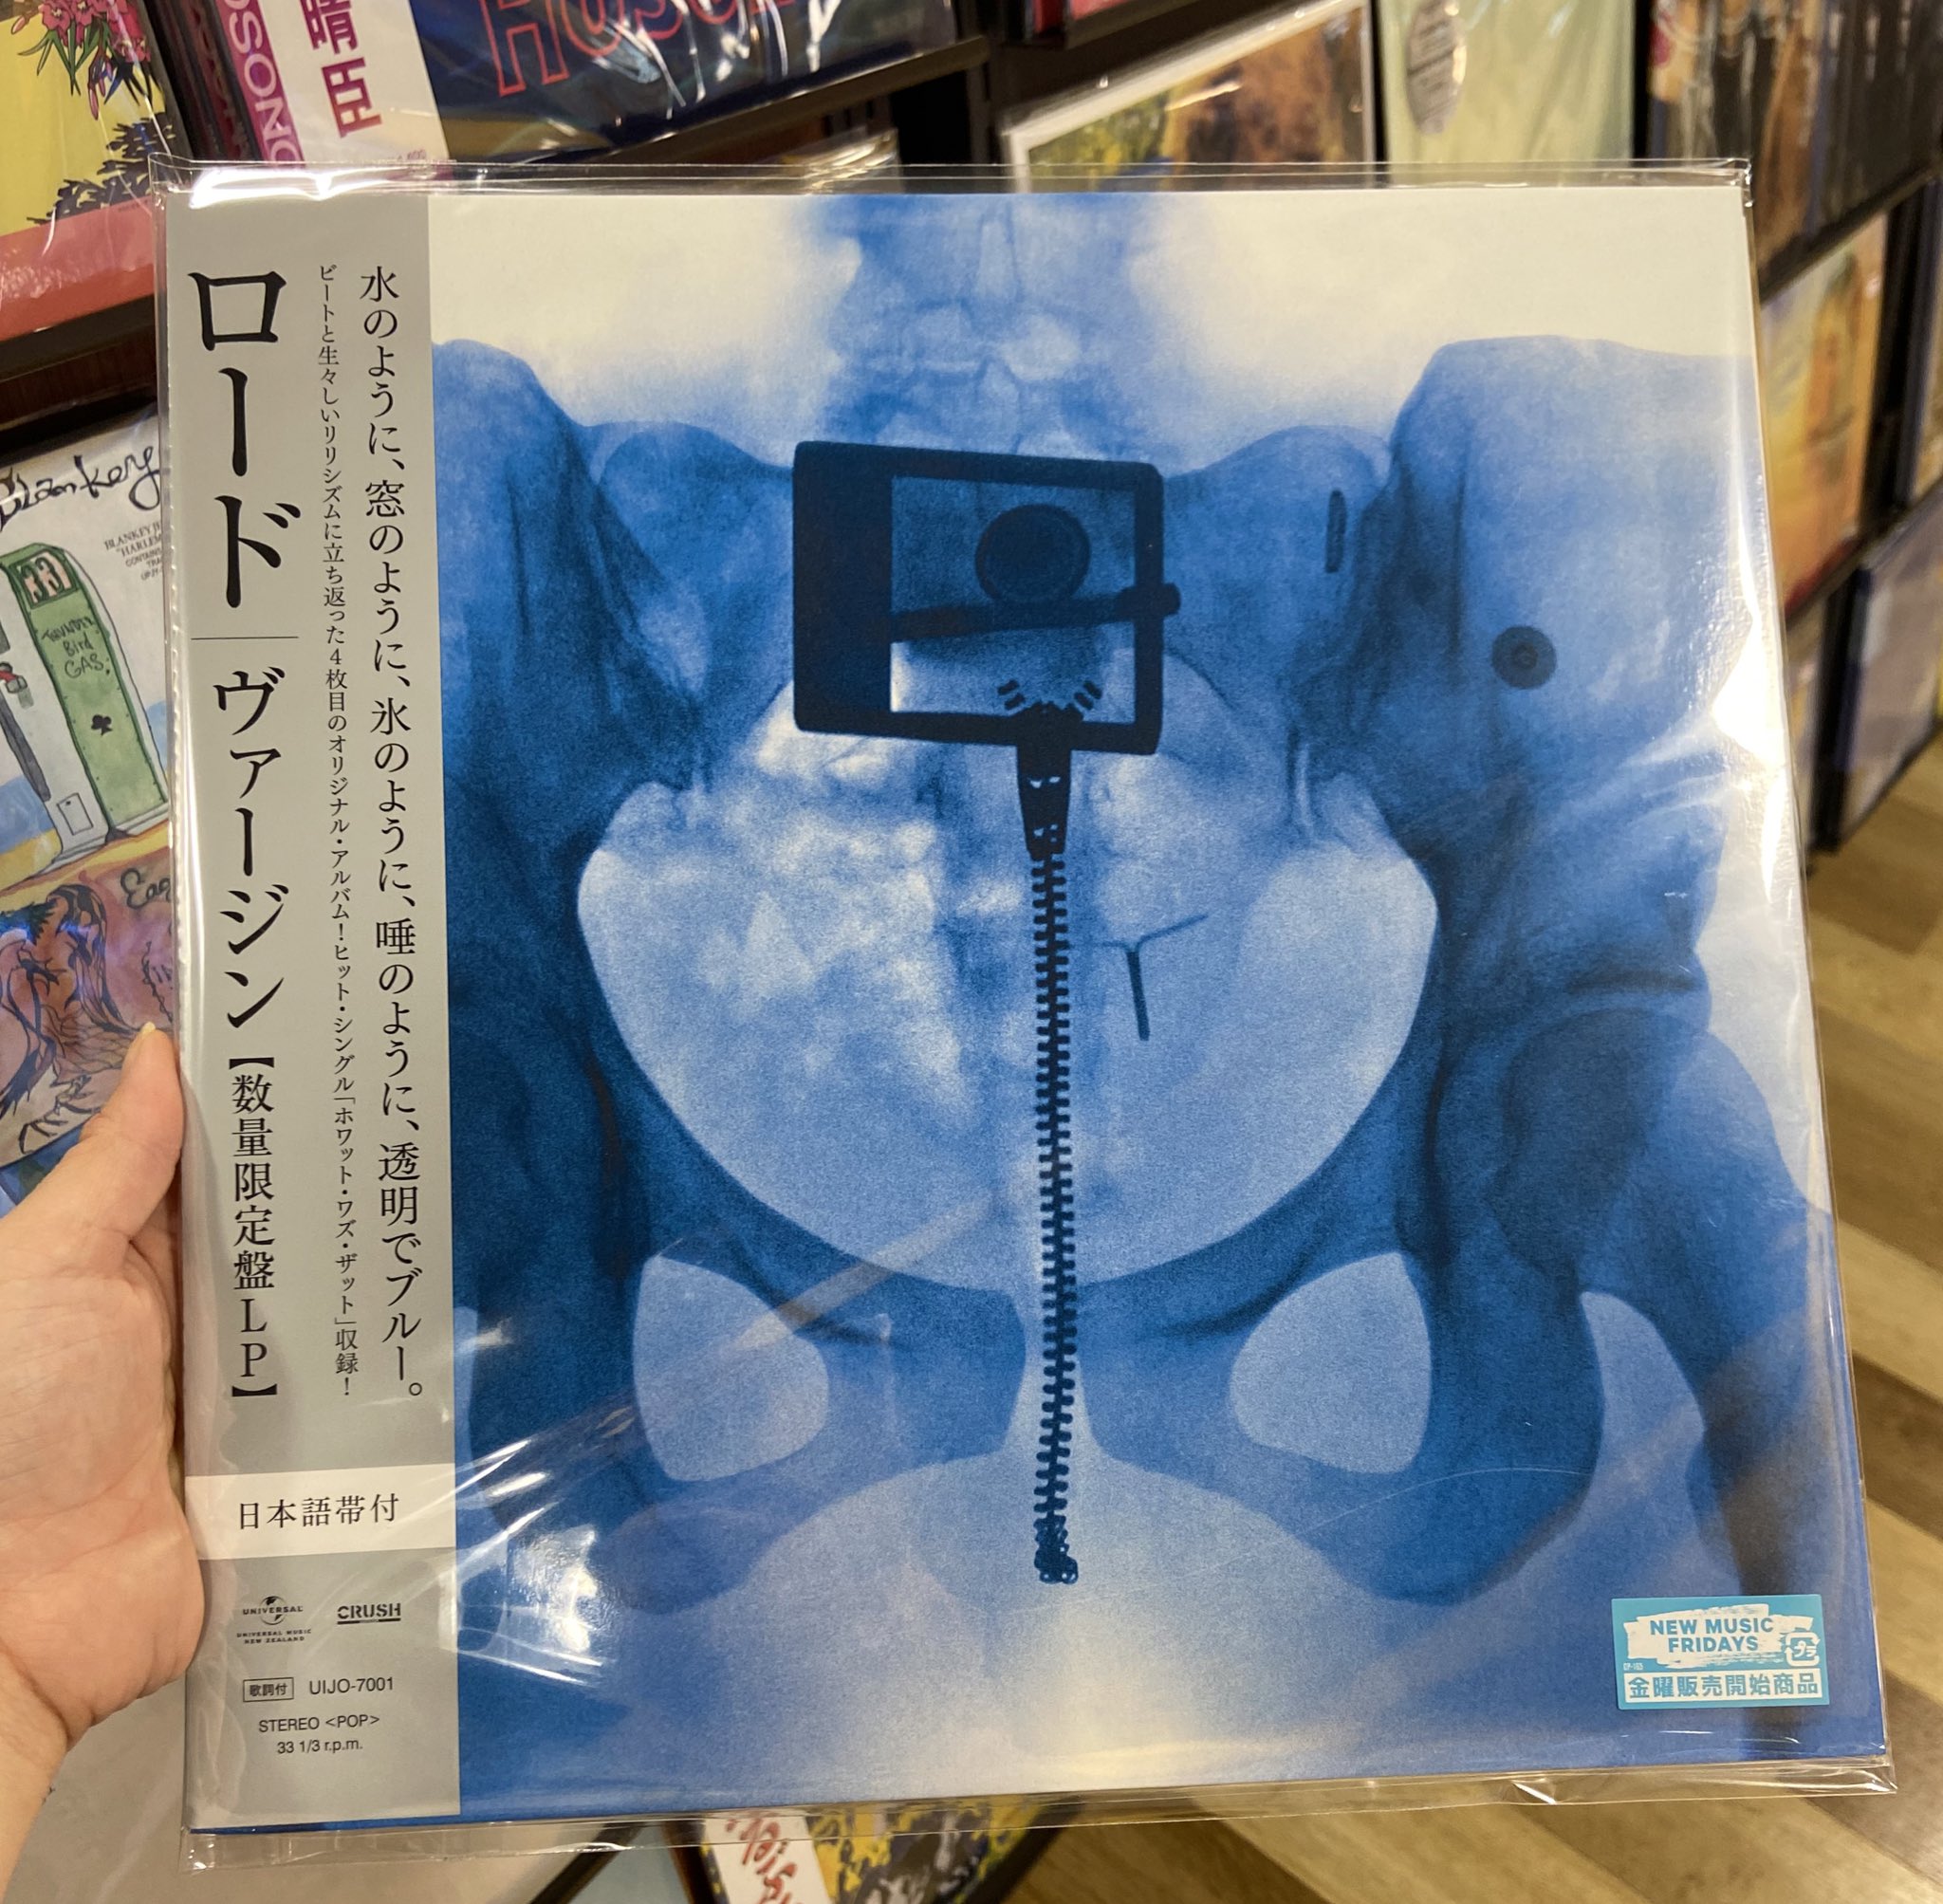 晴臣
HOSO
Blankey
BLANKEY
"HARLEM
Bird
GAS
水のように、窓のように、氷のように、唾のように、透明でブルー。
ビートと生々しいリリシズムに立ち返った4枚目のオリジナル・アルバム!ヒット・シングル「ホワット・ワズ・ザット」収録!
ロード
ヴァージン【数量限定盤LP】
日本語帯付
UNIVERSAL
UNIVERSAL MUSIC
NEW ZEALAND
CRUSH
歌詞付 UIJO-7001
STEREO <POP>
33 1/3 r.p.m.
NEW MUSIC
FRIDAYS
金曜販売開始商品